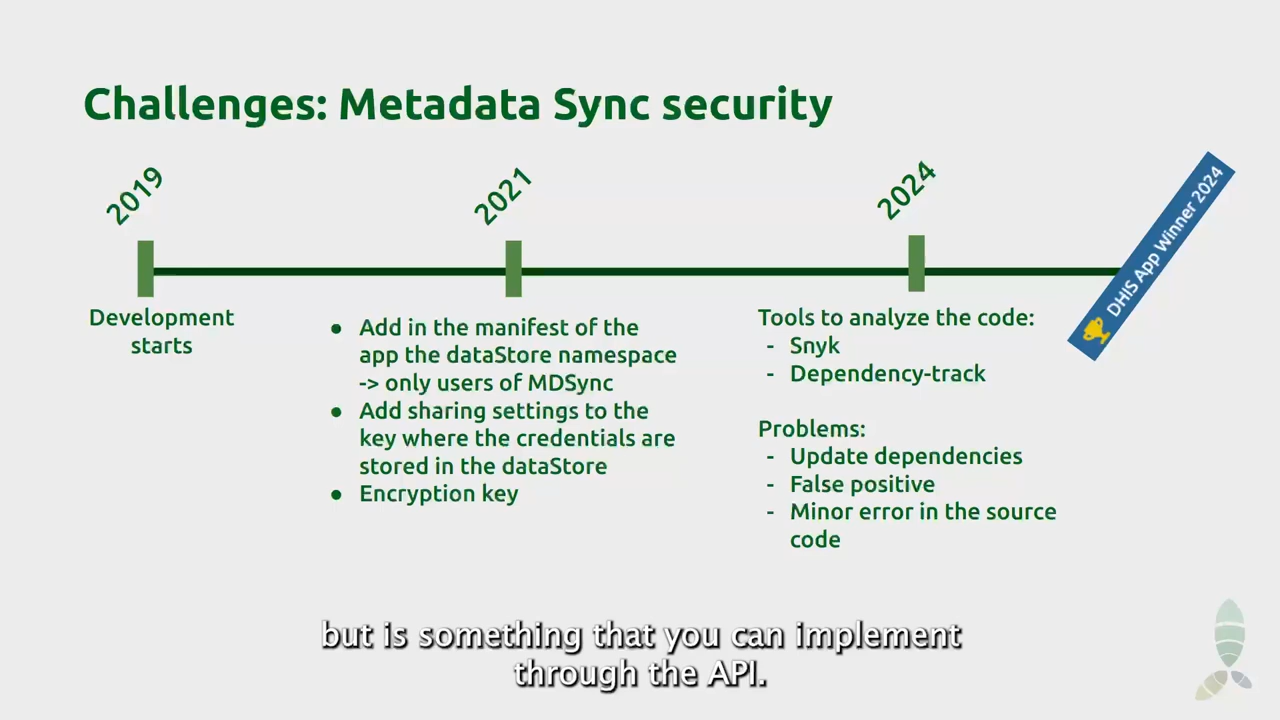 Challenges: Metadata Sync security
2019
2021
2024
DHIS App Winner 2024
Development
starts
● Add in the manifest of the
app the dataStore namespace
-> only users of MDSync
● Add sharing settings to the
key where the credentials are
stored in the dataStore
● Encryption key
Tools to analyze the code:
- Snyk
- Dependency-track
Problems:
- Update dependencies
- False positive
- Minor error in the source
code
but is something that you can implement
through the API.